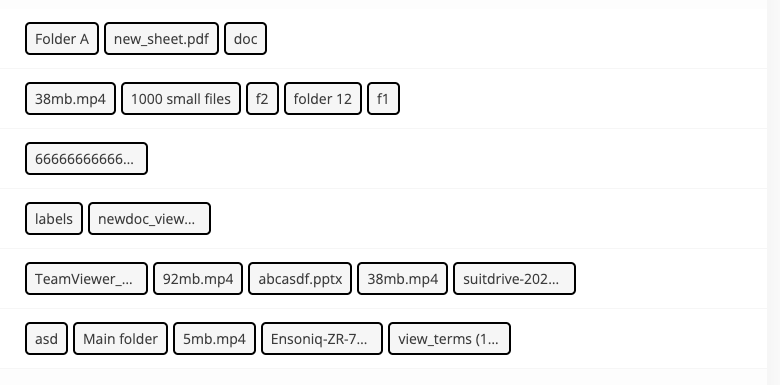 Folder A new_sheet.pdf doc
38mb.mp4 1000 small files f2 folder 12 f1
66666666666...
labels newdoc_view...
TeamViewer_... 92mb.mp4 abcasdf.pptx 38mb.mp4 suitdrive-202...
asd Main folder 5mb.mp4 Ensoniq-ZR-7... view_terms (1...